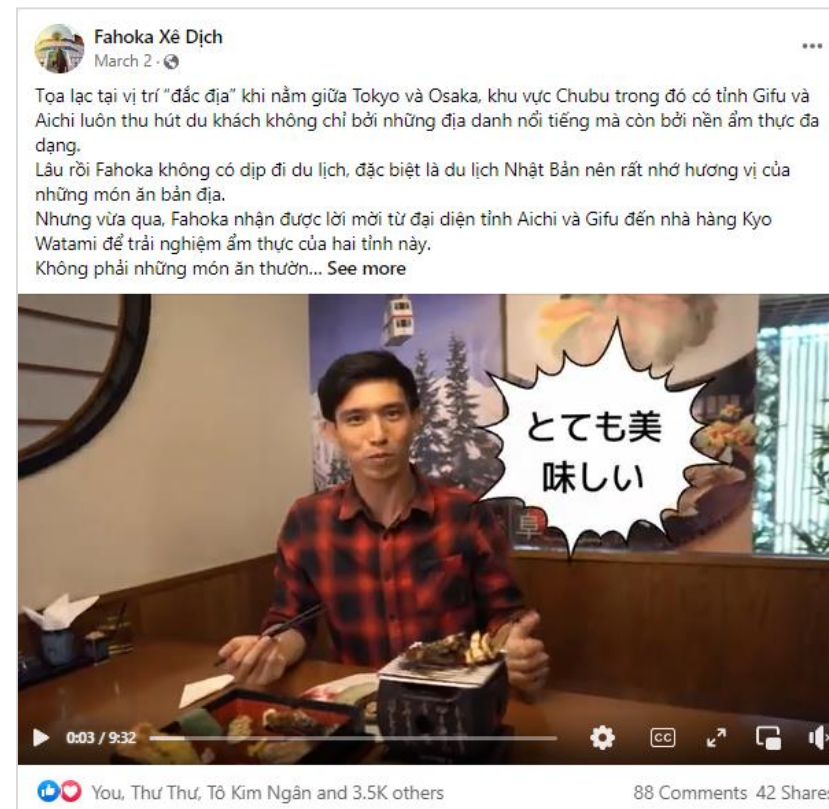 Fahoka Xê Dịch
March 2 ·
Tọa lạc tại vị trí “đắc địa” khi nằm giữa Tokyo và Osaka, khu vực Chubu trong đó có tỉnh Gifu và
Aichi luôn thu hút du khách không chỉ bởi những địa danh nổi tiếng mà còn bởi nền ẩm thực đa
dạng.
Lâu rồi Fahoka không có dịp đi du lịch, đặc biệt là du lịch Nhật Bản nên rất nhớ hương vị của
những món ăn bản địa.
Nhưng vừa qua, Fahoka nhận được lời mời từ đại diện tỉnh Aichi và Gifu đến nhà hàng Kyo
Watami để trải nghiệm ẩm thực của hai tỉnh này.
Không phải những món ăn thườn... See more
とても美
味しい
卓
0:03 / 9:32
CC
You, Thư Thư, Tô Kim Ngân and 3.5K others
88 Comments 42 Shares